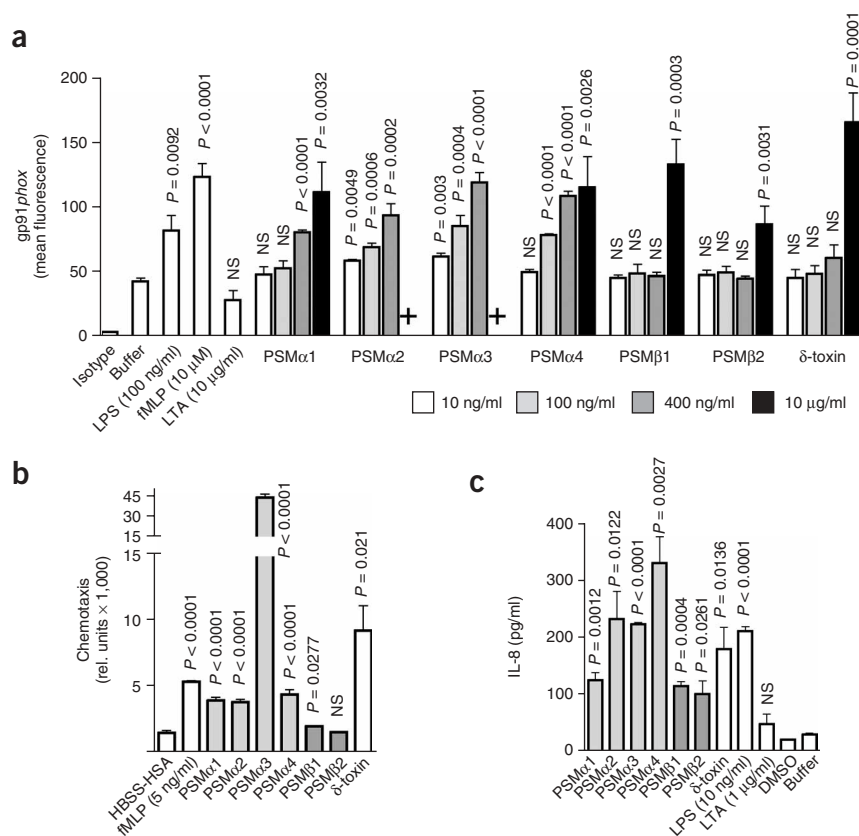 a
gp91phox
(mean fluorescence)
200
150
100
50
0
P = 0.0092
P < 0.0001
NS
NS
NS
P < 0.0001
P = 0.0032
P = 0.0049
P = 0.0006
P = 0.0002
+
P = 0.003
P = 0.0004
P < 0.0001
+
P < 0.0001
P < 0.0001
P = 0.0026
NS
NS
NS
P = 0.0003
NS
NS
NS
P = 0.0031
NS
NS
NS
P = 0.0001
Isotype
Buffer
LPS (100 ng/ml)
fMLP (10 μM)
LTA (10 μg/ml)
PSMα1
PSMα2
PSMα3
PSMα4
PSMβ1
PSMβ2
δ-toxin
10 ng/ml
100 ng/ml
400 ng/ml
10 μg/ml
b
Chemotaxis
(rel. units × 1,000)
45
30
15
15
10
5
P < 0.0001
P < 0.0001
P < 0.0001
P < 0.0001
P < 0.0001
P = 0.0277
NS
P = 0.021
HBSS-HSA
fMLP (5 ng/ml)
PSMα1
PSMα2
PSMα3
PSMα4
PSMβ1
PSMβ2
δ-toxin
c
IL-8 (pg/ml)
400
300
200
100
0
P = 0.0012
P = 0.0122
P < 0.0001
P = 0.0027
P = 0.0004
P = 0.0261
P = 0.0136
P < 0.0001
NS
PSMα1
PSMα2
PSMα3
PSMα4
PSMβ1
PSMβ2
δ-toxin
LPS (10 ng/ml)
LTA (1 μg/ml)
DMSO
Buffer